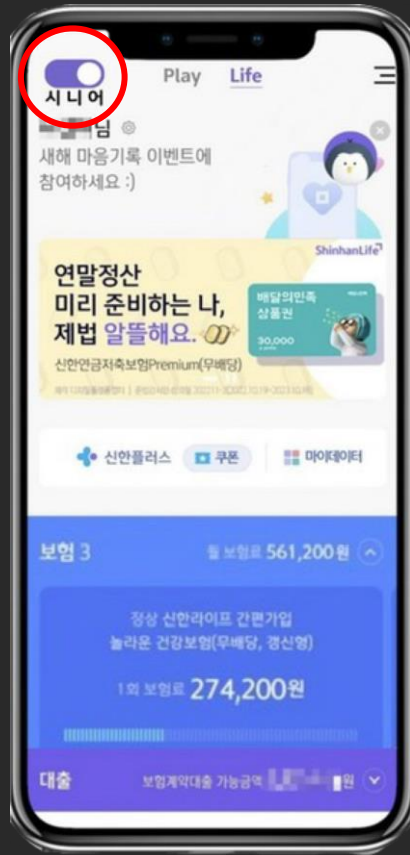 시니어
Play Life
님
새해 마음기록 이벤트에
참여하세요 :)
ShinhanLife
연말정산
미리 준비하는 나,
제법 알뜰해요.
배달의민족
상품권
30,000
신한연금저축보험Premium(무배당)
신한플러스 쿠폰 마이데이터
보험 3 월 보험료 561,200원
정상 신한라이프 간편가입
놀라운 건강보험(무배당, 갱신형)
1회 보험료 274,200원
대출 보험계약대출 가능금액 원